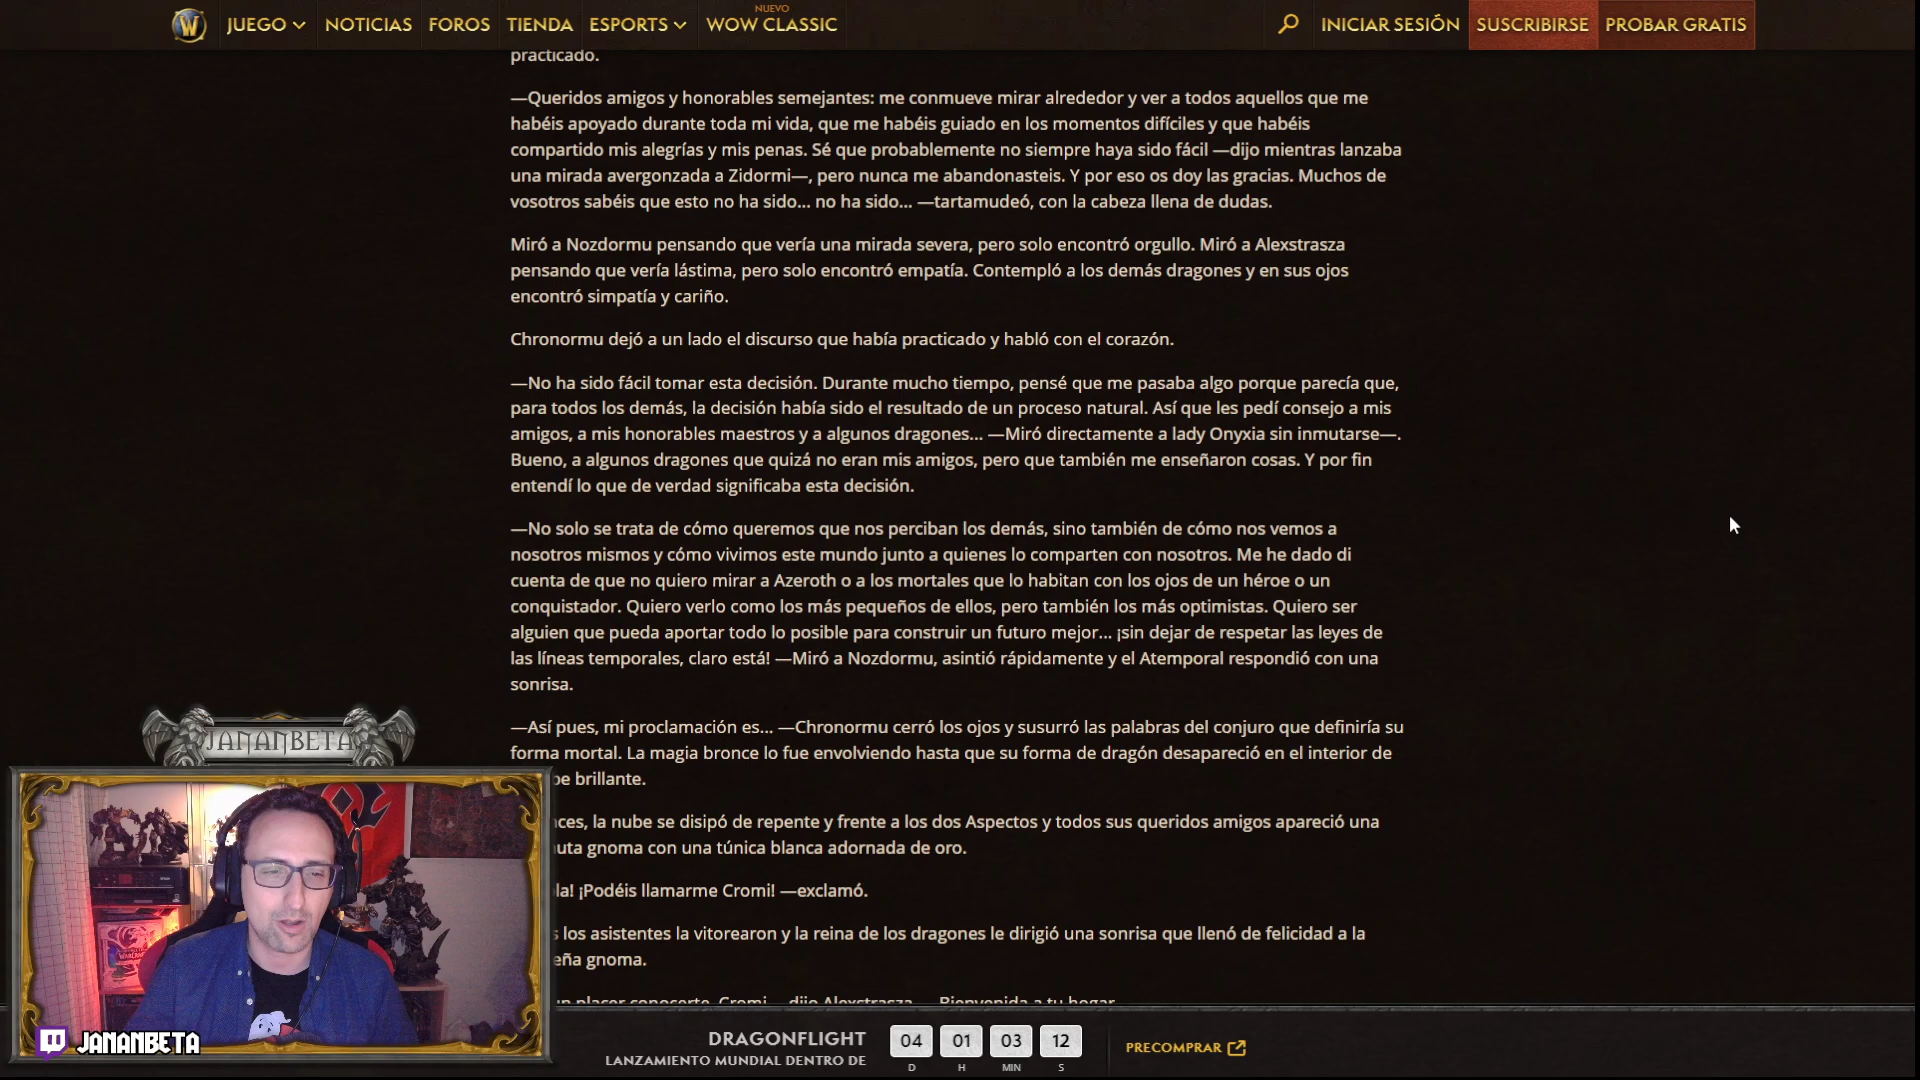 JUEGO
NOTICIAS
FOROS
TIENDA
ESPORTS
NUEVO
WOW CLASSIC
INICIAR SESIÓN
SUSCRIBIRSE
PROBAR GRATIS
practicado.
—Queridos amigos y honorables semejantes: me conmueve mirar alrededor y ver a todos aquellos que me
habéis apoyado durante toda mi vida, que me habéis guiado en los momentos difíciles y que habéis
compartido mis alegrías y mis penas. Sé que probablemente no siempre haya sido fácil —dijo mientras lanzaba
una mirada avergonzada a Zidormi—, pero nunca me abandonasteis. Y por eso os doy las gracias. Muchos de
vosotros sabéis que esto no ha sido... no ha sido... —tartamudeó, con la cabeza llena de dudas.
Miró a Nozdormu pensando que vería una mirada severa, pero solo encontró orgullo. Miró a Alexstrasza
pensando que vería lástima, pero solo encontró empatía. Contempló a los demás dragones y en sus ojos
encontró simpatía y cariño.
Chronormu dejó a un lado el discurso que había practicado y habló con el corazón.
—No ha sido fácil tomar esta decisión. Durante mucho tiempo, pensé que me pasaba algo porque parecía que,
para todos los demás, la decisión había sido el resultado de un proceso natural. Así que les pedí consejo a mis
amigos, a mis honorables maestros y a algunos dragones... —Miró directamente a lady Onyxia sin inmutarse—.
Bueno, a algunos dragones que quizá no eran mis amigos, pero que también me enseñaron cosas. Y por fin
entendí lo que de verdad significaba esta decisión.
—No solo se trata de cómo queremos que nos perciban los demás, sino también de cómo nos vemos a
nosotros mismos y cómo vivimos este mundo junto a quienes lo comparten con nosotros. Me he dado di
cuenta de que no quiero mirar a Azeroth o a los mortales que lo habitan con los ojos de un héroe o un
conquistador. Quiero verlo como los más pequeños de ellos, pero también los más optimistas. Quiero ser
alguien que pueda aportar todo lo posible para construir un futuro mejor... ¡sin dejar de respetar las leyes de
las líneas temporales, claro está! —Miró a Nozdormu, asintió rápidamente y el Atemporal respondió con una
sonrisa.
—Así pues, mi proclamación es... —Chronormu cerró los ojos y susurró las palabras del conjuro que definiría su
forma mortal. La magia bronce lo fue envolviendo hasta que su forma de dragón desapareció en el interior de
be brillante.
ces, la nube se disipó de repente y frente a los dos Aspectos y todos sus queridos amigos apareció una
uta gnoma con una túnica blanca adornada de oro.
la! ¡Podéis llamarme Cromi! —exclamó.
s los asistentes la vitorearon y la reina de los dragones le dirigió una sonrisa que llenó de felicidad a la
eña gnoma.
n placer conocerte, Cromi —dijo Alexstrasza—. Bienvenida a tu hogar.
JANANBETA
JANANBETA
DRAGONFLIGHT
LANZAMIENTO MUNDIAL DENTRO DE
04 01 03 12
D H MIN S
PRECOMPRAR